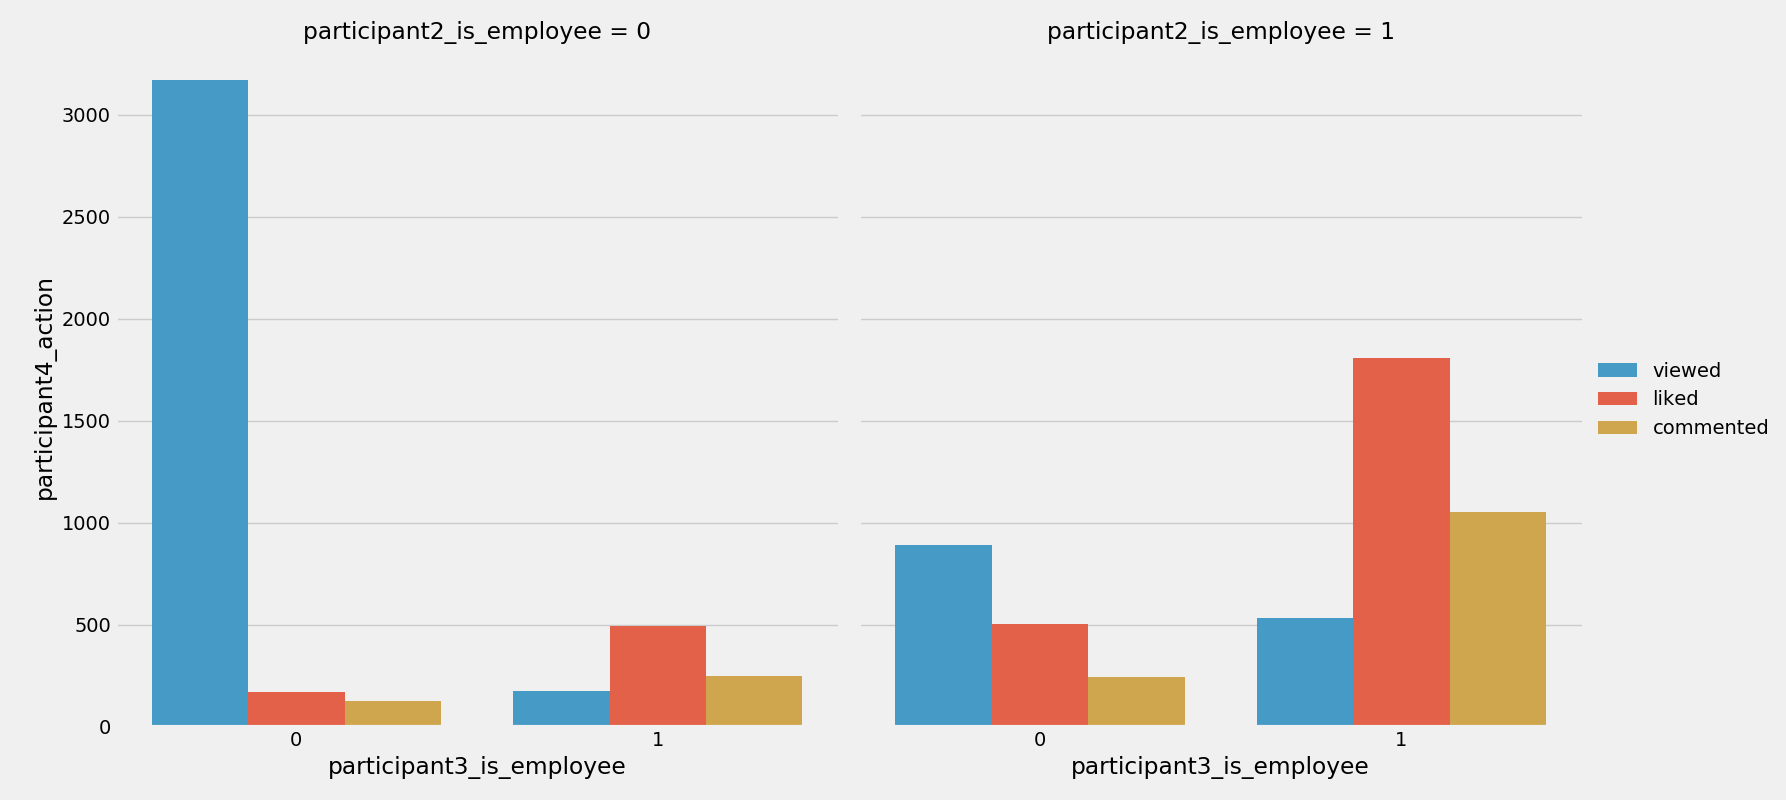 participant2_is_employee = 0
participant2_is_employee = 1
participant4_action
3000
2500
2000
1500
1000
500
0
0
1
participant3_is_employee
0
1
participant3_is_employee
viewed
liked
commented